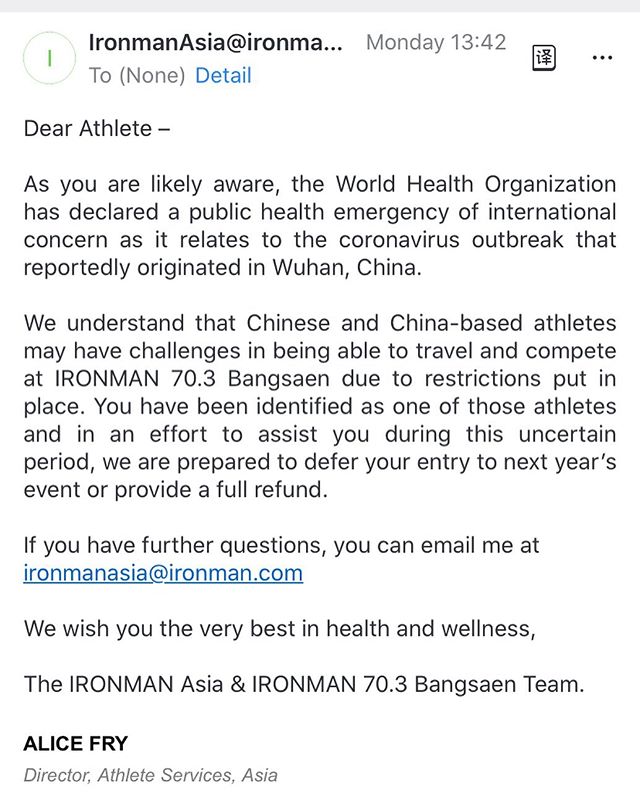 I
IronmanAsia@ironma...
Monday 13:42
译
...
To (None) Detail
Dear Athlete –
As you are likely aware, the World Health Organization
has declared a public health emergency of international
concern as it relates to the coronavirus outbreak that
reportedly originated in Wuhan, China.
We understand that Chinese and China-based athletes
may have challenges in being able to travel and compete
at IRONMAN 70.3 Bangsaen due to restrictions put in
place. You have been identified as one of those athletes
and in an effort to assist you during this uncertain
period, we are prepared to defer your entry to next year’s
event or provide a full refund.
If you have further questions, you can email me at
ironmanasia@ironman.com
We wish you the very best in health and wellness,
The IRONMAN Asia & IRONMAN 70.3 Bangsaen Team.
ALICE FRY
Director, Athlete Services, Asia